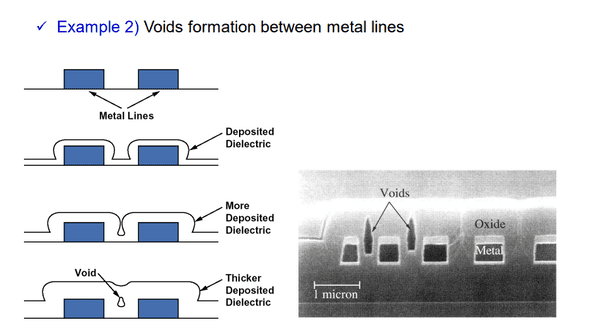 ✓ Example 2) Voids formation between metal lines
Metal Lines
Deposited
Dielectric
More
Deposited
Dielectric
Void
Thicker
Deposited
Dielectric
Voids
Oxide
Metal
1 micron